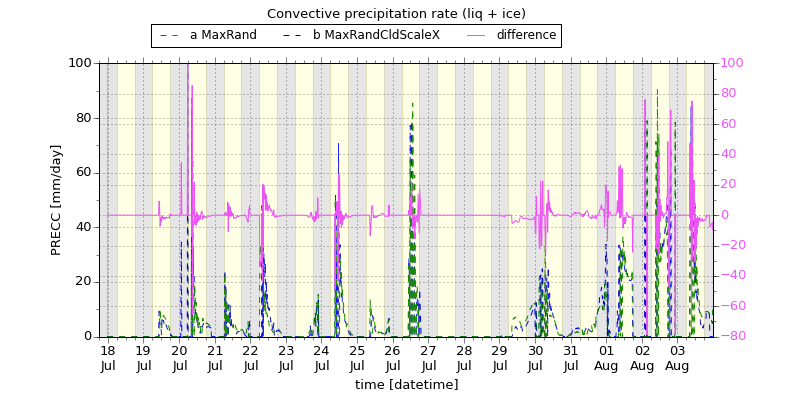 Convective precipitation rate (liq + ice)
a MaxRand b MaxRandCldScaleX difference
PRECC [mm/day]
100
80
60
40
20
0
100
80
60
40
20
0
−20
−40
−60
−80
18 19 20 21 22 23 24 25 26 27 28 29 30 31 01 02 03
Jul Jul Jul Jul Jul Jul Jul Jul Jul Jul Jul Jul Jul Jul Aug Aug Aug
time [datetime]